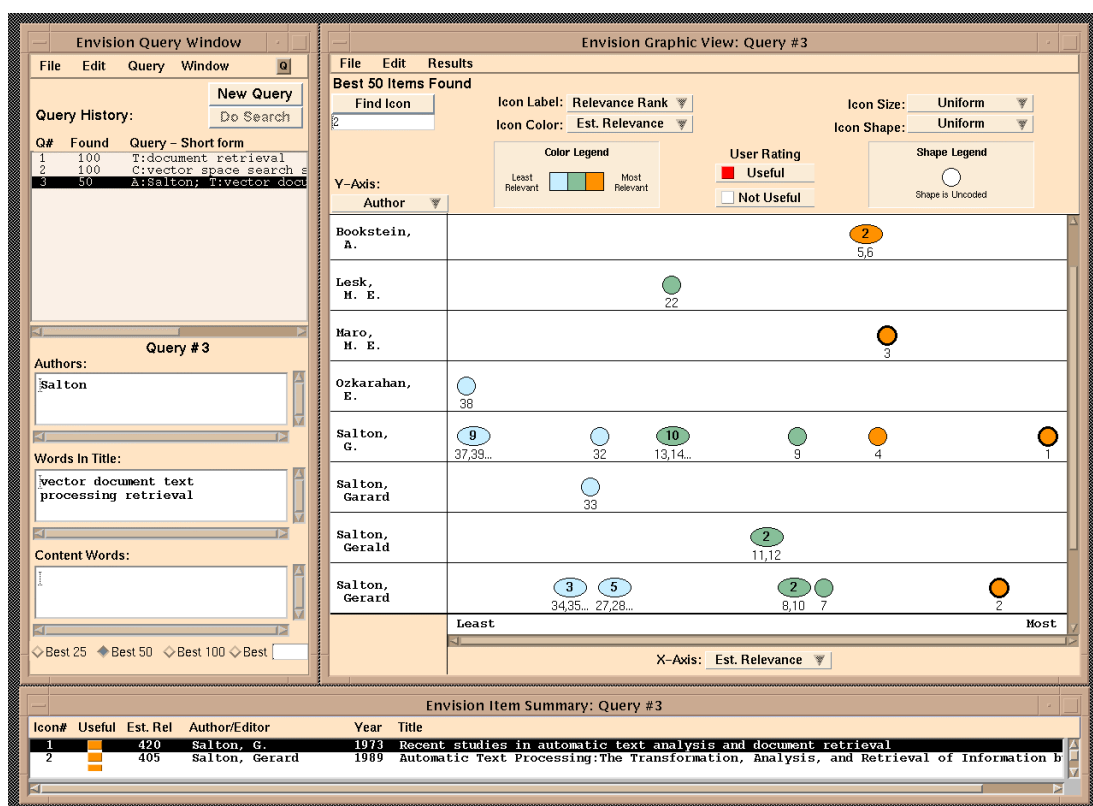 Envision Query Window
File Edit Query Window Q
New Query
Query History: Do Search
Q# Found Query - Short form
1 100 T:document retrieval
2 100 C:vector space search s
3 50 A:Salton; T:vector docu
Query # 3
Authors:
Salton
Words In Title:
vector document text
processing retrieval
Content Words:
Best 25 Best 50 Best 100 Best
Envision Graphic View: Query #3
File Edit Results
Best 50 Items Found
Find Icon
2
Icon Label: Relevance Rank
Icon Color: Est. Relevance
Icon Size: Uniform
Icon Shape: Uniform
Color Legend
Least Relevant
Most Relevant
User Rating
Useful
Not Useful
Shape Legend
Shape is Uncoded
Y-Axis:
Author
Bookstein, A.
2
5,6
Lesk, M. E.
22
Maro, M. E.
3
Ozkarahan, E.
38
Salton, G.
9 10
37,39... 32 13,14... 9 4 1
Salton, Garard
33
Salton, Gerald
2
11,12
Salton, Gerard
3 5 2
34,35... 27,28... 8,10 7 2
Least Most
X-Axis: Est. Relevance
Envision Item Summary: Query #3
Icon# Useful Est. Rel Author/Editor Year Title
1 420 Salton, G. 1973 Recent studies in automatic text analysis and document retrieval
2 405 Salton, Gerard 1989 Automatic Text Processing:The Transformation, Analysis, and Retrieval of Information b